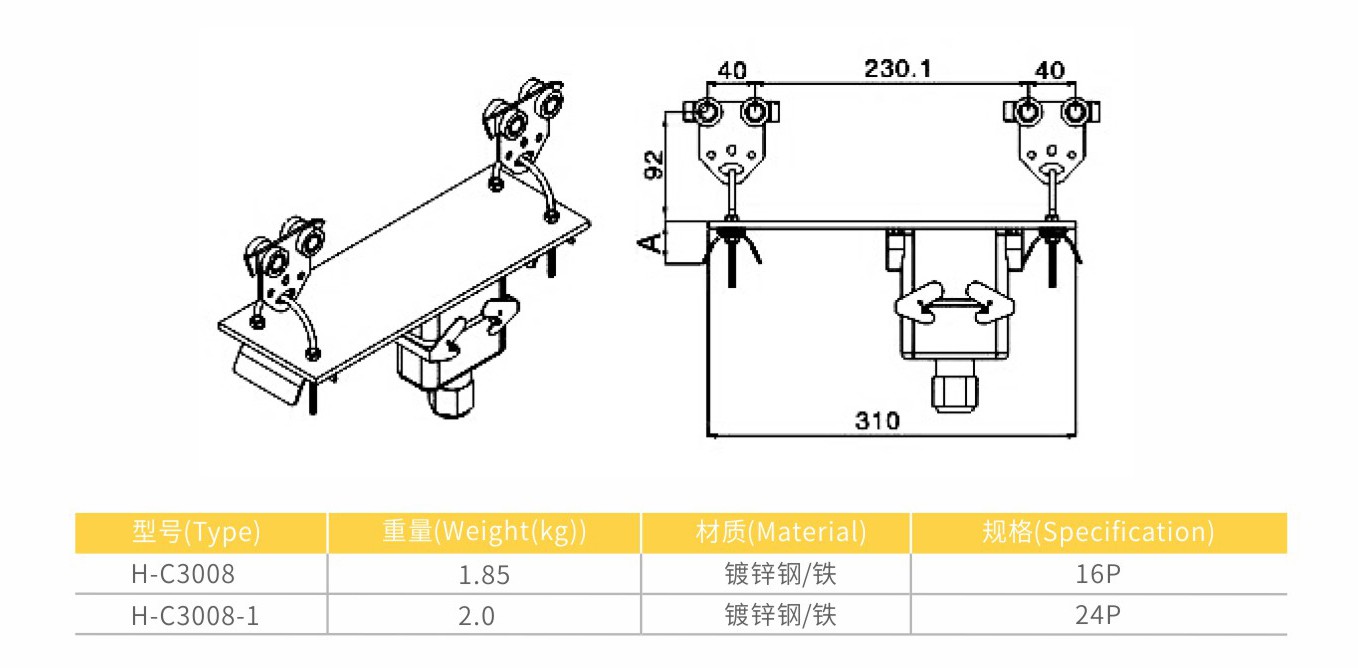 40 230.1 40
92
A
310
型号(Type) 重量(Weight(kg)) 材质(Material) 规格(Specification)
H-C3008 1.85 镀锌钢/铁 16P
H-C3008-1 2.0 镀锌钢/铁 24P